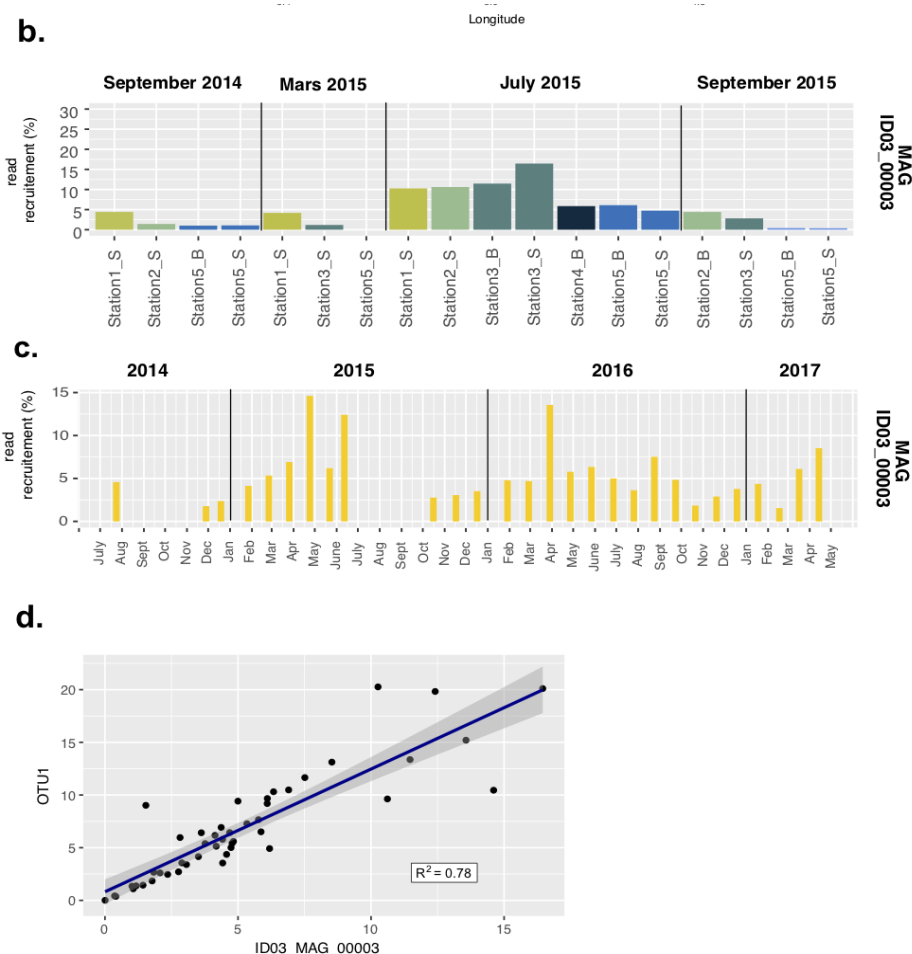 Longitude
b.
September 2014
Mars 2015
July 2015
September 2015
read
recruitement (%)
30
25
20
15
10
5
0
MAG
ID03_00003
Station1_S
Station2_S
Station5_B
Station5_S
Station1_S
Station3_S
Station5_S
Station1_S
Station2_S
Station3_B
Station3_S
Station4_B
Station5_B
Station5_S
Station2_B
Station3_S
Station5_B
Station5_S
c.
2014
2015
2016
2017
read
recruitement (%)
15
10
5
0
MAG
ID03_00003
July
Aug
Sept
Oct
Nov
Dec
Jan
Feb
Mars
Apr
May
June
July
Aug
Sept
Oct
Nov
Dec
Jan
Feb
Mars
Apr
May
June
July
Aug
Sept
Oct
Nov
Dec
Jan
Feb
Mars
Apr
May
d.
OTU1
20
15
10
5
0
R² = 0.78
0
5
10
15
ID03 MAG 00003